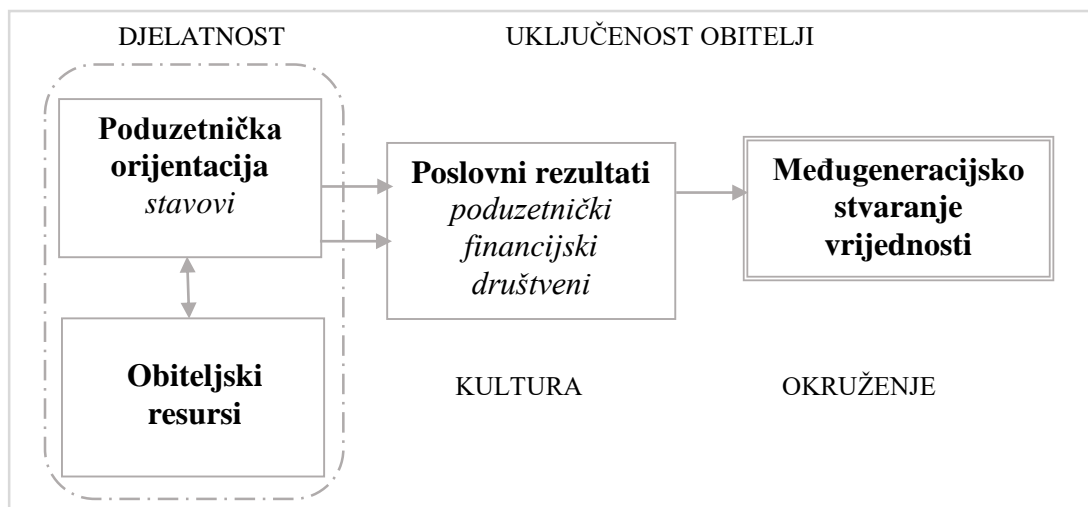 DJELATNOST
UKLJUČENOST OBITELJI
Poduzetnička
orijentacija
stavovi
Poslovni rezultati
poduzetnički
financijski
društveni
Međugeneracijsko
stvaranje
vrijednosti
Obiteljski
resursi
KULTURA
OKRUŽENJE